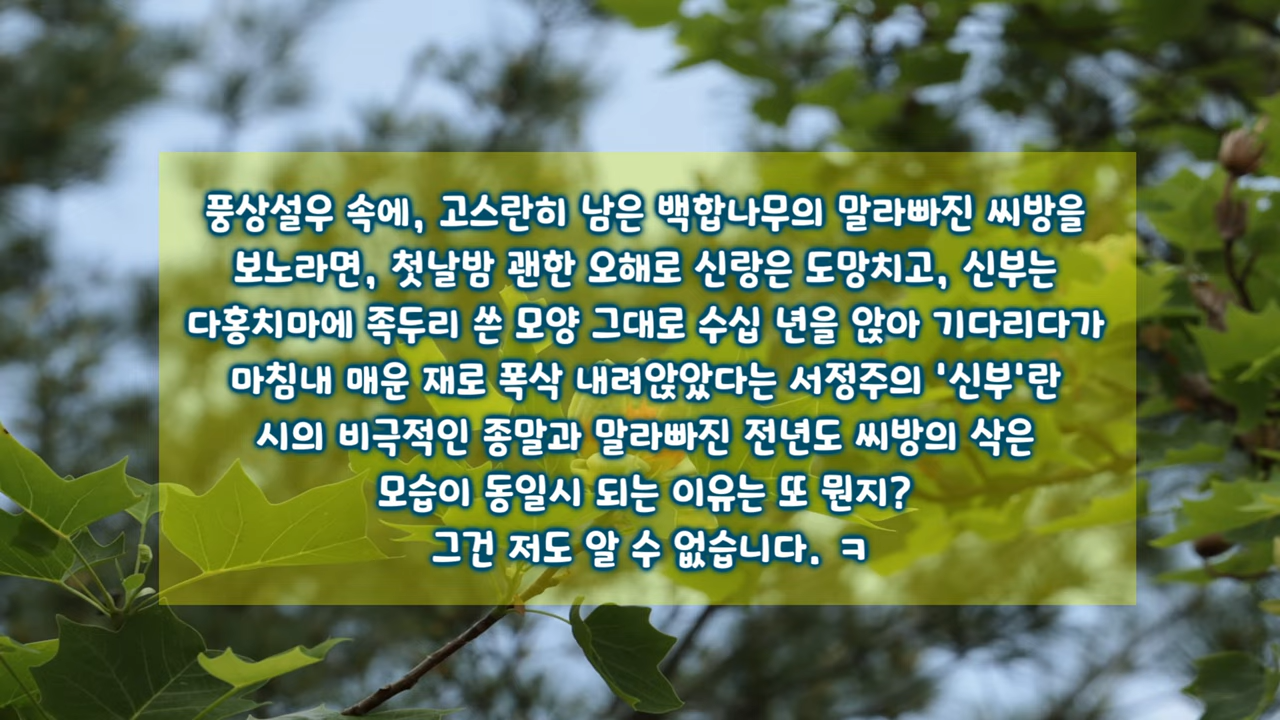 풍상설우 속에, 고스란히 남은 백합나무의 말라빠진 씨방을
보노라면, 첫날밤 괜한 오해로 신랑은 도망치고, 신부는
다홍치마에 족두리 쓴 모양 그대로 수십 년을 앉아 기다리다가
마침내 매운 재로 폭삭 내려앉았다는 서정주의 '신부'란
시의 비극적인 종말과 말라빠진 전년도 씨방의 삭은
모습이 동일시 되는 이유는 또 뭔지?
그건 저도 알 수 없습니다. ㅋ